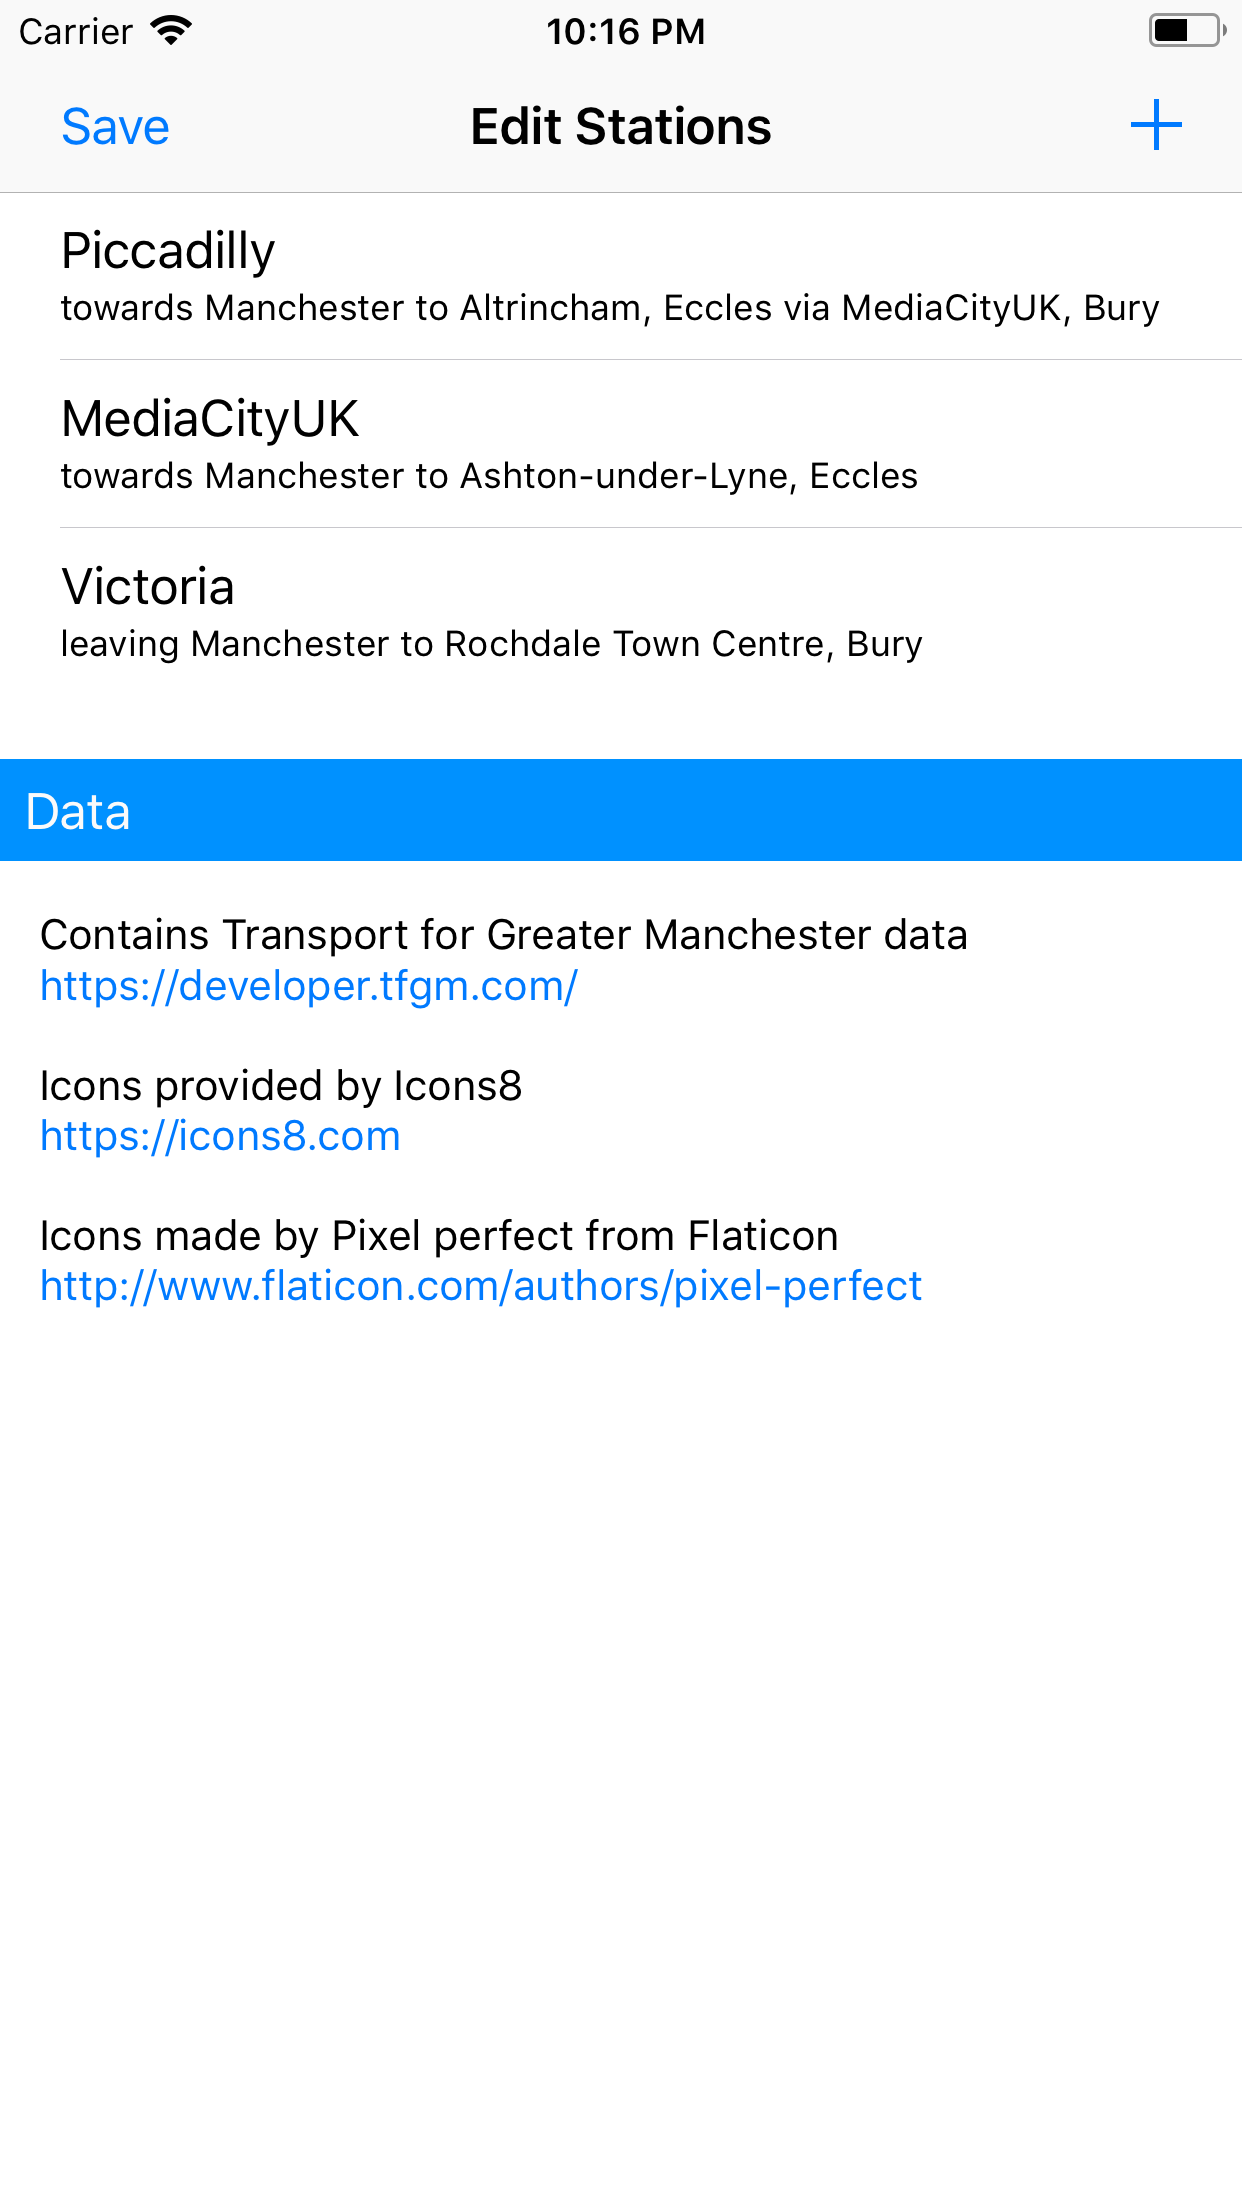 Carrier 10:16 PM
Save Edit Stations
Piccadilly
towards Manchester to Altrincham, Eccles via MediaCityUK, Bury
MediaCityUK
towards Manchester to Ashton-under-Lyne, Eccles
Victoria
leaving Manchester to Rochdale Town Centre, Bury
Data
Contains Transport for Greater Manchester data
https://developer.tfgm.com/
Icons provided by Icons8
https://icons8.com
Icons made by Pixel perfect from Flaticon
http://www.flaticon.com/authors/pixel-perfect